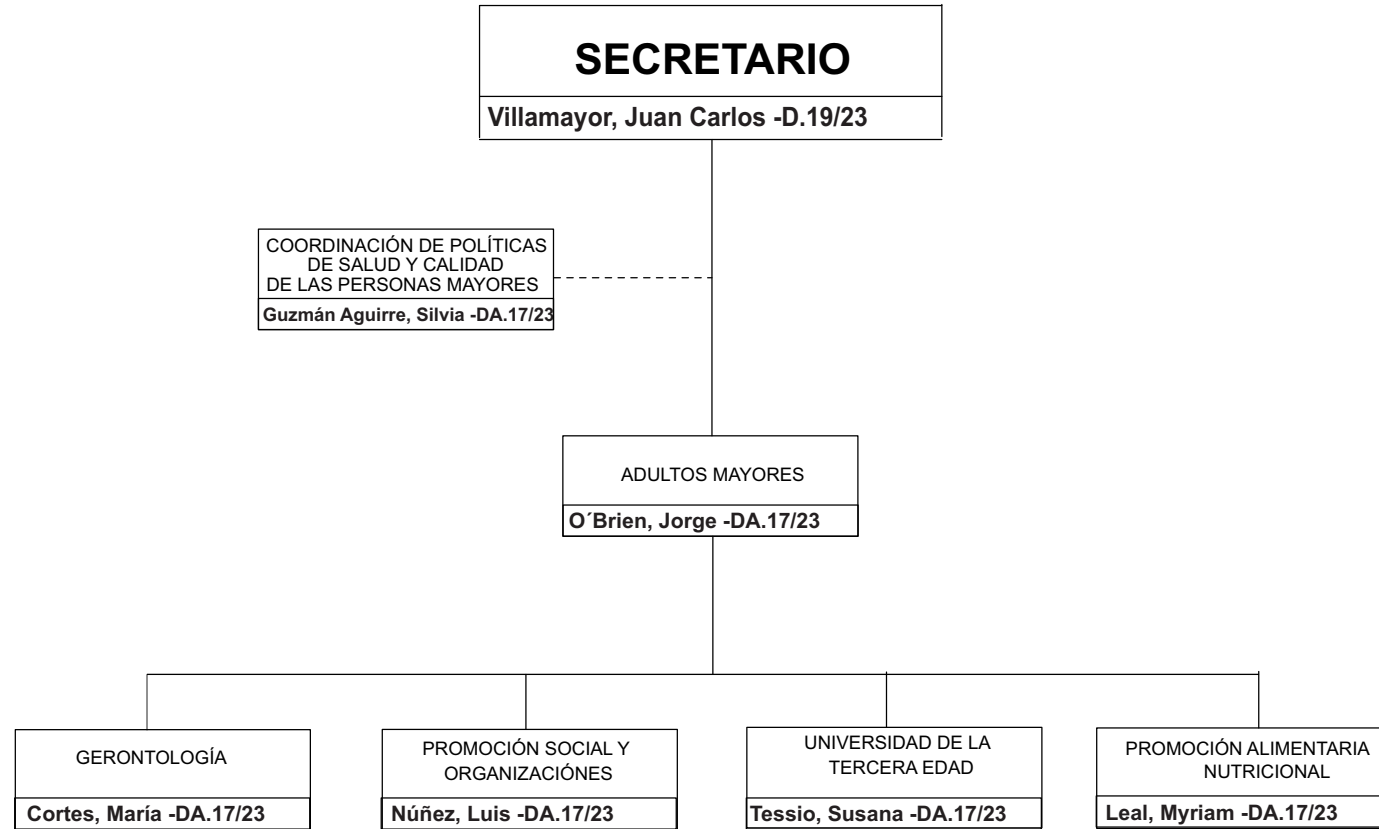 SECRETARIO
Villamayor, Juan Carlos -D.19/23
COORDINACIÓN DE POLÍTICAS
DE SALUD Y CALIDAD
DE LAS PERSONAS MAYORES
Guzmán Aguirre, Silvia -DA.17/23
ADULTOS MAYORES
O´Brien, Jorge -DA.17/23
GERONTOLOGÍA
Cortes, María -DA.17/23
PROMOCIÓN SOCIAL Y
ORGANIZACIÓNES
Núñez, Luis -DA.17/23
UNIVERSIDAD DE LA
TERCERA EDAD
Tessio, Susana -DA.17/23
PROMOCIÓN ALIMENTARIA
NUTRICIONAL
Leal, Myriam -DA.17/23